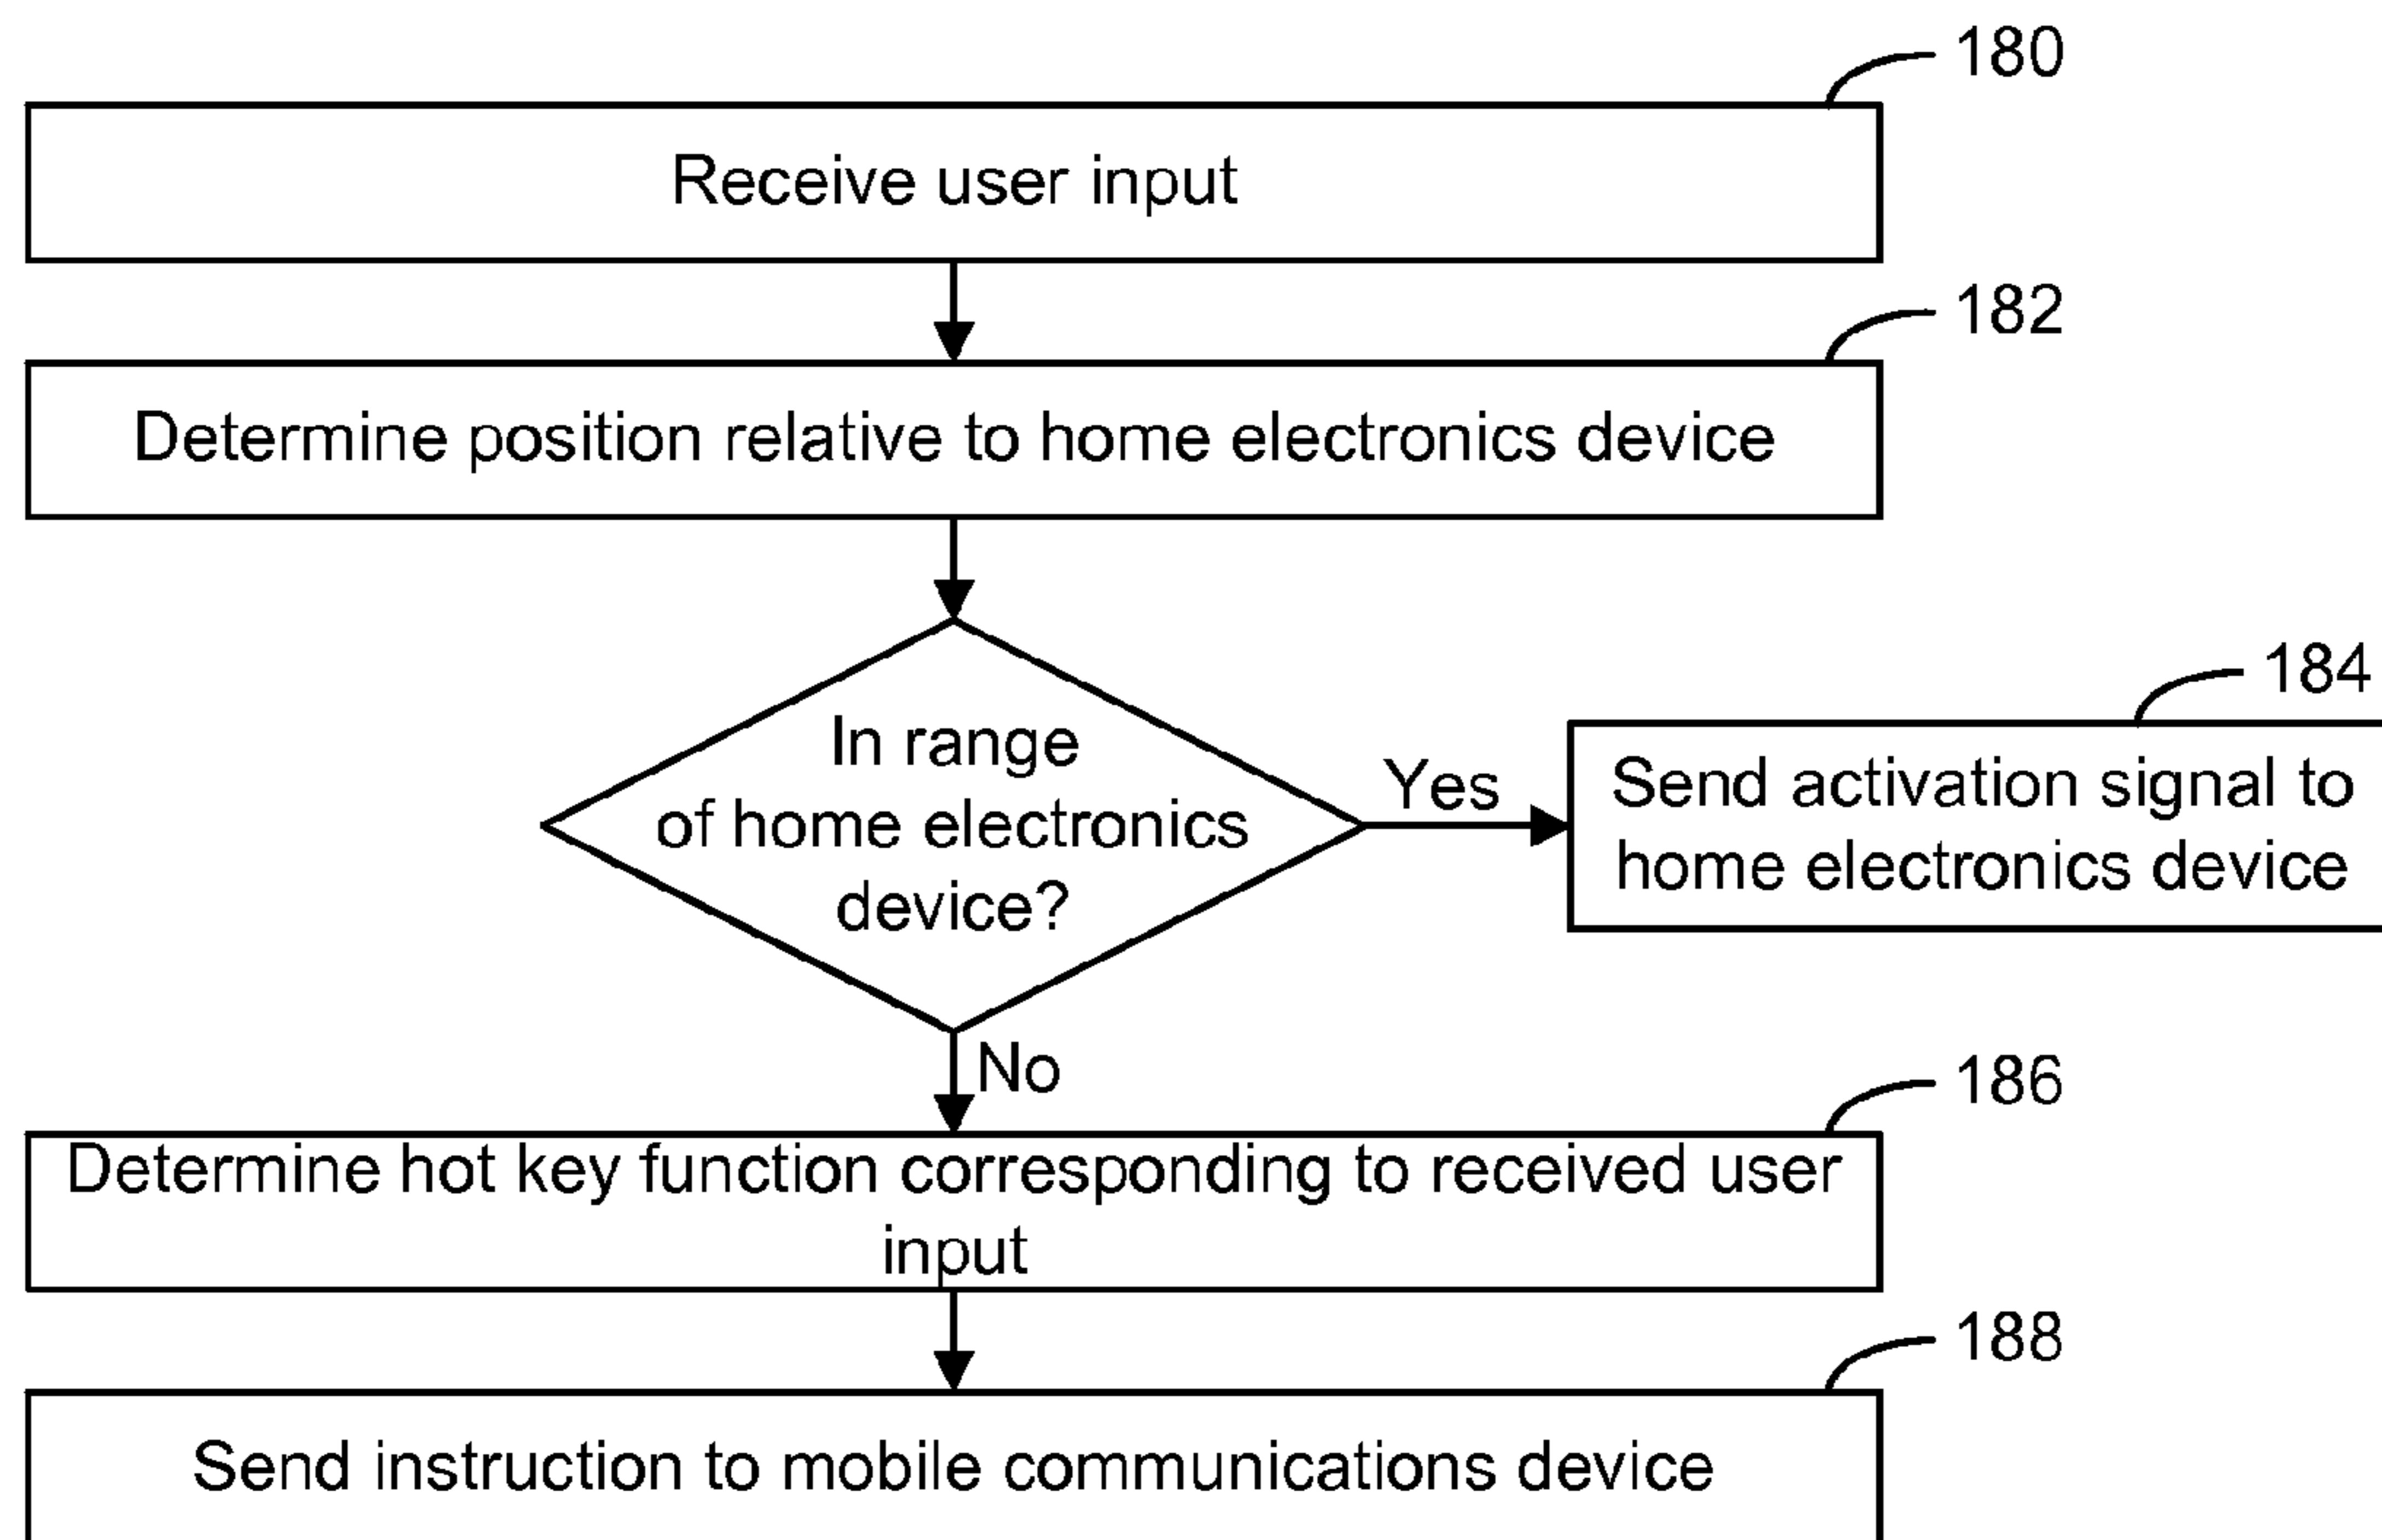 180
Receive user input
182
Determine position relative to home electronics device
In range
of home electronics
device?
Yes
184
Send activation signal to
home electronics device
No
186
Determine hot key function corresponding to received user
input
188
Send instruction to mobile communications device